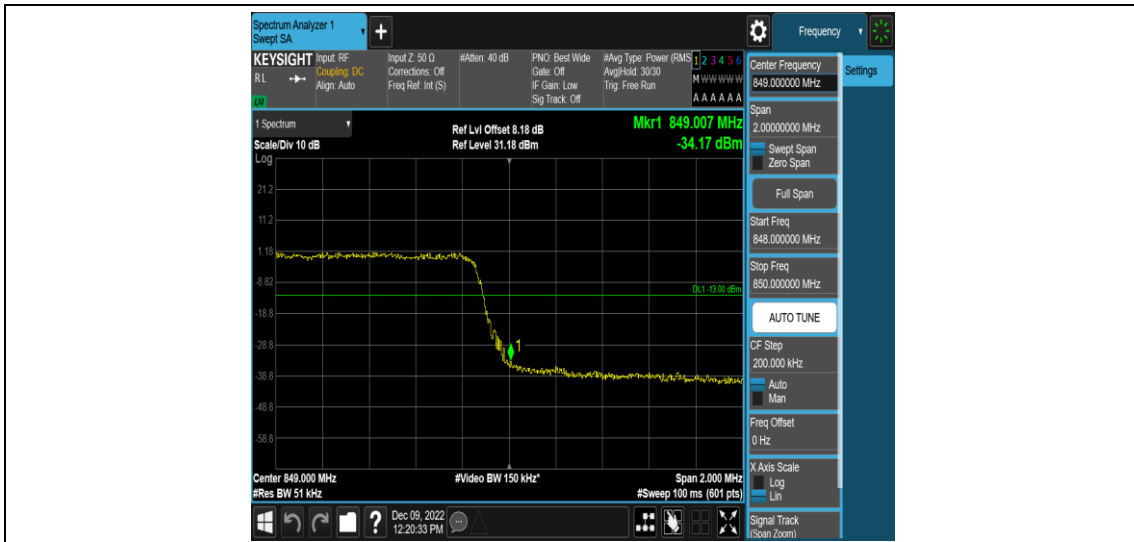 Spectrum Analyzer 1
Swept SA
+
Frequency
KEYSIGHT
RL
LXI
Input: RF
Coupling: DC
Align: Auto
Input Z: 50 Ω
Corrections: Off
Freq Ref: Int (S)
#Atten: 40 dB
PNO: Best Wide
Gate: Off
IF Gain: Low
Sig Track: Off
#Avg Type: Power (RMS
Avg|Hold: 30/30
Trig: Free Run
1 2 3 4 5 6
M W W W W W
A A A A A A
1 Spectrum
Scale/Div 10 dB
Ref Lvl Offset 8.18 dB
Ref Level 31.18 dBm
Mkr1 849.007 MHz
-34.17 dBm
Log
21.2
11.2
1.18
-8.82
-18.8
-28.8
-38.8
-48.8
-58.8
DL1 -13.00 dBm
1
Center 849.000 MHz
#Video BW 150 kHz*
Span 2.000 MHz
#Res BW 51 kHz
#Sweep 100 ms (601 pts)
Center Frequency
849.000000 MHz
Settings
Span
2.00000000 MHz
Swept Span
Zero Span
Full Span
Start Freq
848.000000 MHz
Stop Freq
850.000000 MHz
AUTO TUNE
CF Step
200.000 kHz
Auto
Man
Freq Offset
0 Hz
X Axis Scale
Log
Lin
Signal Track
(Span Zoom)
?
Dec 09, 2022
12:20:33 PM